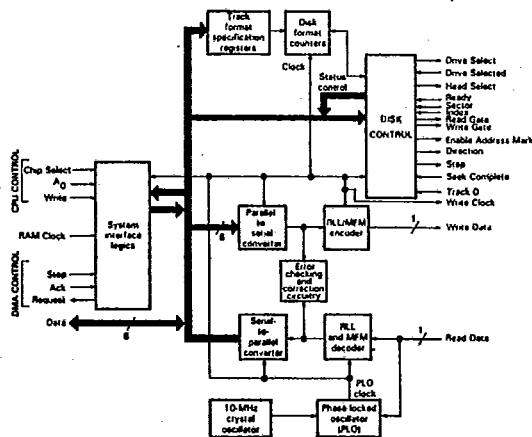 Track
format
specification
registers
Disk
format
counters
Clock
Status
control
DISK
CONTROL
Drive Select
Drive Selected
Head Select
Ready
Sector
Index
Read Gate
Write Gate
Enable Address Mark
Direction
Step
Seek Complete
Track 0
Write Clock
CPU CONTROL
Chip Select
A0
Write
RAM Clock
DMA CONTROL
Stop
Ack
Request
Data
System
interface
logics
8
8
Parallel
to
serial
converter
RLL/MFM
encoder
1
Write Data
Error
checking
and
correction
circuitry
Serial-
to-
parallel
converter
RLL
and MFM
decoder
1
Read Data
PLO
clock
10-MHz
crystal
oscillator
Phase locked
oscillator
(PLO)